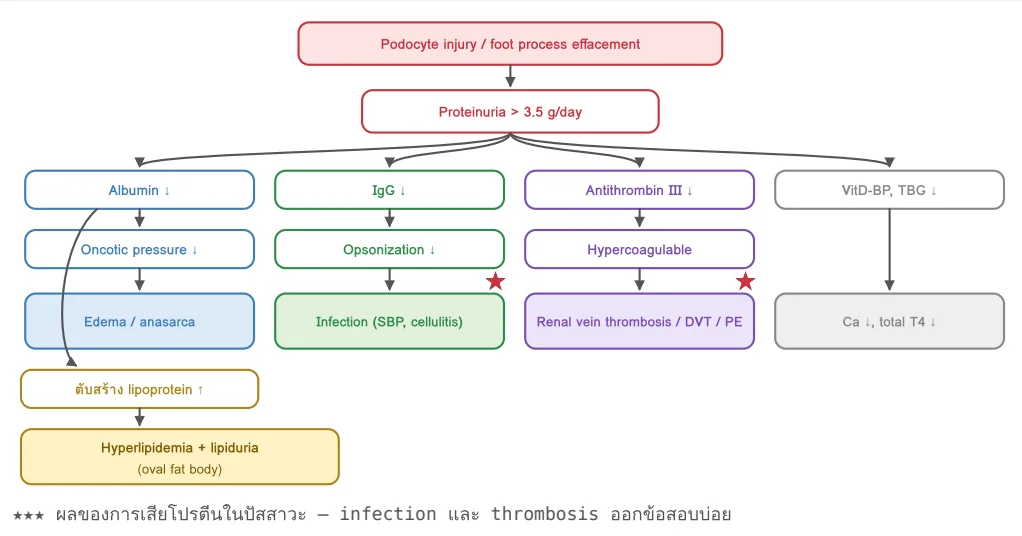 Podocyte injury / foot process effacement
Proteinuria > 3.5 g/day
Albumin ↓
IgG ↓
Antithrombin III ↓
VitD-BP, TBG ↓
Oncotic pressure ↓
Opsonization ↓
Hypercoagulable
Edema / anasarca
Infection (SBP, cellulitis)
Renal vein thrombosis / DVT / PE
Ca ↓, total T4 ↓
ตับสร้าง lipoprotein ↑
Hyperlipidemia + lipiduria
(oval fat body)
★★★ ผลของการเสียโปรตีนในปัสสาวะ — infection และ thrombosis ออกข้อสอบบ่อย